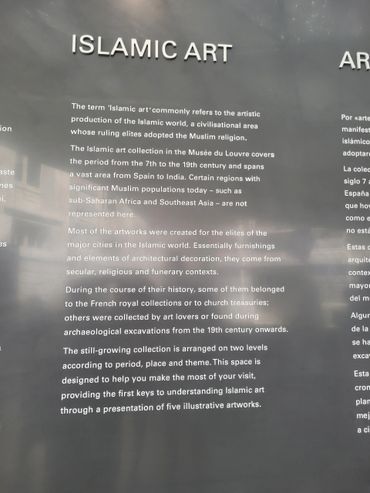 ISLAMIC ART
The term 'Islamic art' commonly refers to the artistic
production of the Islamic world, a civilisational area
whose ruling elites adopted the Muslim religion.
The Islamic art collection in the Musée du Louvre covers
the period from the 7th to the 19th century and spans
a vast area from Spain to India. Certain regions with
significant Muslim populations today – such as
sub-Saharan Africa and Southeast Asia – are not
represented here.
Most of the artworks were created for the elites of the
major cities in the Islamic world. Essentially furnishings
and elements of architectural decoration, they come from
secular, religious and funerary contexts.
During the course of their history, some of them belonged
to the French royal collections or to church treasuries;
others were collected by art lovers or found during
archaeological excavations from the 19th century onwards.
The still-growing collection is arranged on two levels
according to period, place and theme. This space is
designed to help you make the most of your visit,
providing the first keys to understanding Islamic art
through a presentation of five illustrative artworks.
AR
Por «arte
manifest
islámico
adoptar
La colec
siglo 7 a
España
que hoy
como e
no está
Estas o
arquite
contex
mayor
del m
Algur
de la
se ha
excav
Esta
cron
plan
mej
a ci